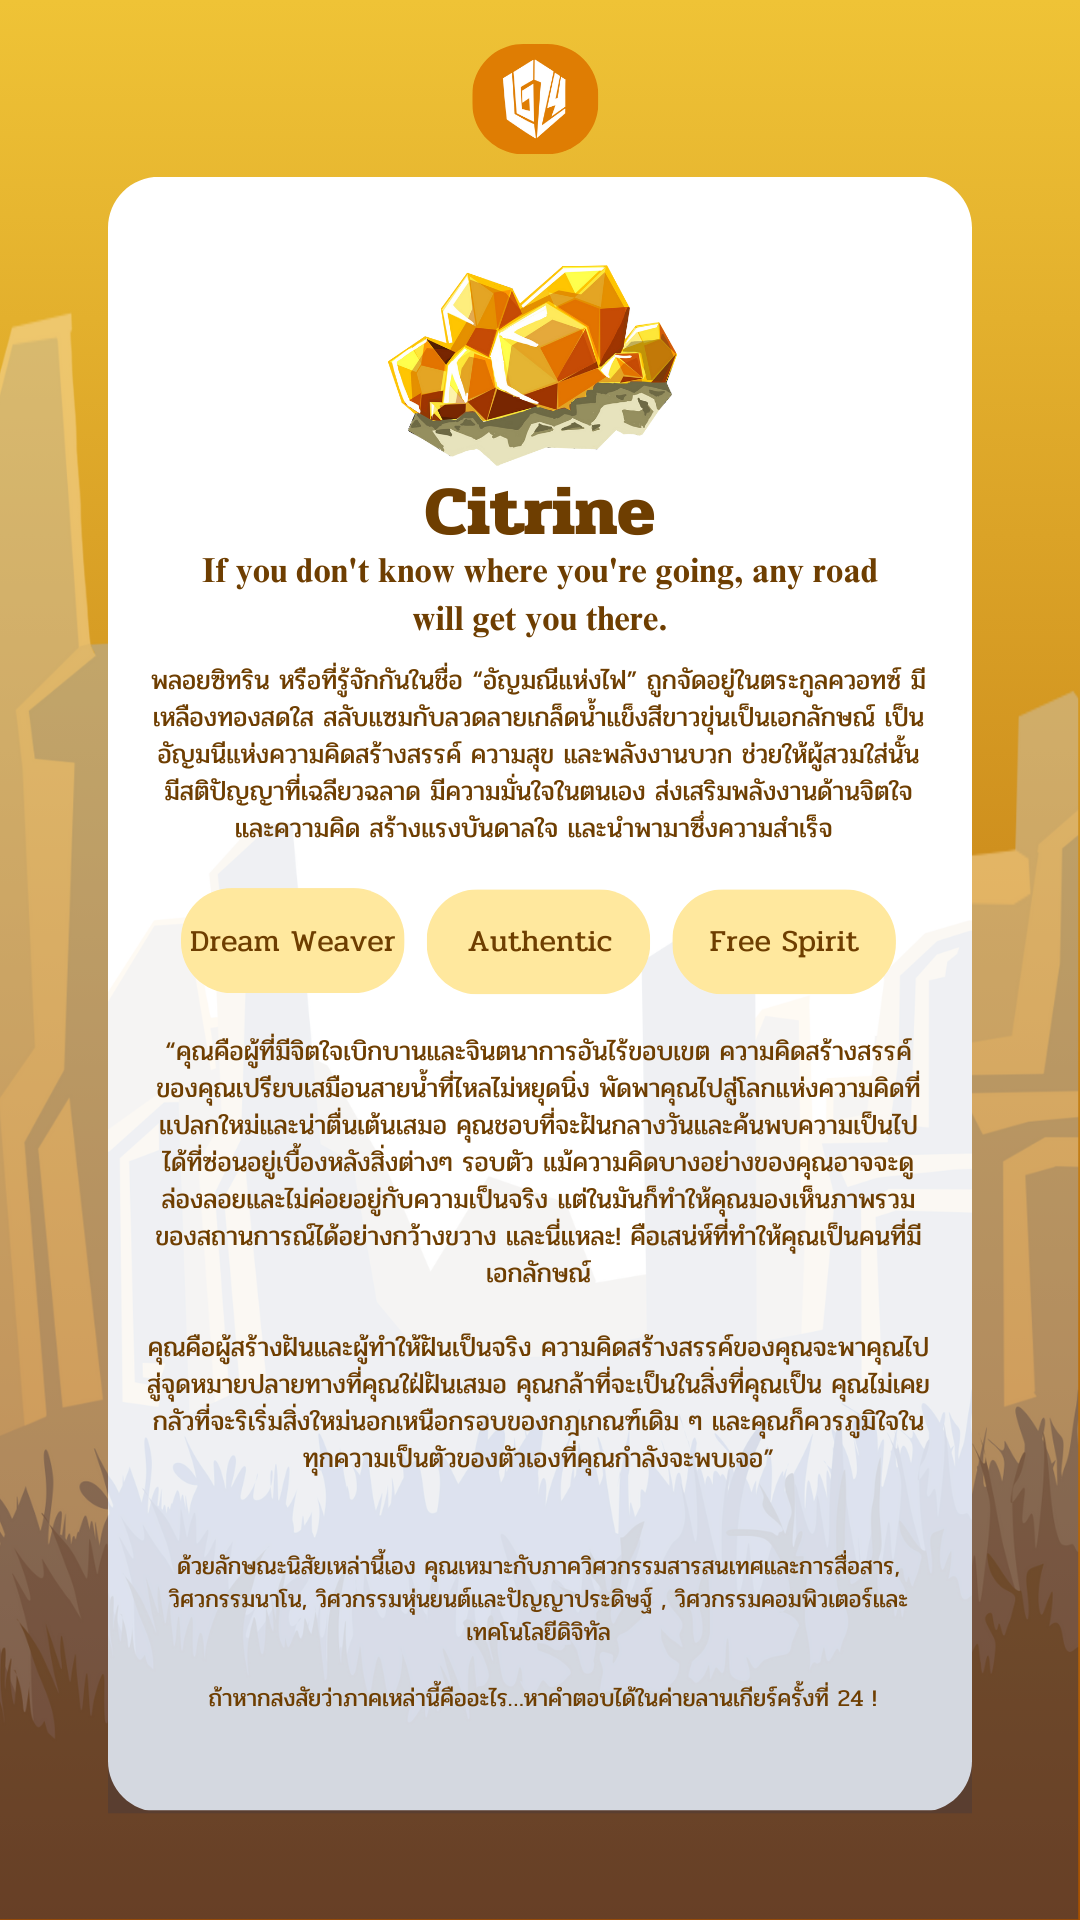 G24
Citrine
If you don't know where you're going, any road
will get you there.
พลอยซิทริน หรือที่รู้จักกันในชื่อ “อัญมณีแห่งไฟ” ถูกจัดอยู่ในตระกูลควอทซ์ มี
เหลืองทองสดใส สลับแซมกับลวดลายเกล็ดน้ำแข็งสีขาวขุ่นเป็นเอกลักษณ์ เป็น
อัญมนีแห่งความคิดสร้างสรรค์ ความสุข และพลังงานบวก ช่วยให้ผู้สวมใส่นั้น
มีสติปัญญาที่เฉลียวฉลาด มีความมั่นใจในตนเอง ส่งเสริมพลังงานด้านจิตใจ
และความคิด สร้างแรงบันดาลใจ และนำพามาซึ่งความสำเร็จ
Dream Weaver
Authentic
Free Spirit
“คุณคือผู้ที่มีจิตใจเบิกบานและจินตนาการอันไร้ขอบเขต ความคิดสร้างสรรค์
ของคุณเปรียบเสมือนสายน้ำที่ไหลไม่หยุดนิ่ง พัดพาคุณไปสู่โลกแห่งความคิดที่
แปลกใหม่และน่าตื่นเต้นเสมอ คุณชอบที่จะฝันกลางวันและค้นพบความเป็นไป
ได้ที่ซ่อนอยู่เบื้องหลังสิ่งต่างๆ รอบตัว แม้ความคิดบางอย่างของคุณอาจจะดู
ล่องลอยและไม่ค่อยอยู่กับความเป็นจริง แต่ในมันก็ทำให้คุณมองเห็นภาพรวม
ของสถานการณ์ได้อย่างกว้างขวาง และนี่แหละ! คือเสน่ห์ที่ทำให้คุณเป็นคนที่มี
เอกลักษณ์
คุณคือผู้สร้างฝันและผู้ทำให้ฝันเป็นจริง ความคิดสร้างสรรค์ของคุณจะพาคุณไป
สู่จุดหมายปลายทางที่คุณใฝ่ฝันเสมอ คุณกล้าที่จะเป็นในสิ่งที่คุณเป็น คุณไม่เคย
กลัวที่จะริเริ่มสิ่งใหม่นอกเหนือกรอบของกฎเกณฑ์เดิม ๆ และคุณก็ควรภูมิใจใน
ทุกความเป็นตัวของตัวเองที่คุณกำลังจะพบเจอ”
ด้วยลักษณะนิสัยเหล่านี้เอง คุณเหมาะกับภาควิศวกรรมสารสนเทศและการสื่อสาร,
วิศวกรรมนาโน, วิศวกรรมหุ่นยนต์และปัญญาประดิษฐ์ , วิศวกรรมคอมพิวเตอร์และ
เทคโนโลยีดิจิทัล
ถ้าหากสงสัยว่าภาคเหล่านี้คืออะไร...หาคำตอบได้ในค่ายลานเกียร์ครั้งที่ 24 !